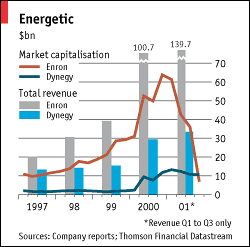 Energetic
$bn
Market capitalisation
Enron
Dynegy
Total revenue
Enron
Dynegy
100.7
139.7
70
60
50
40
30
20
10
0
1997 98 99 2000 01*
*Revenue Q1 to Q3 only
Sources: Company reports; Thomson Financial Datastream